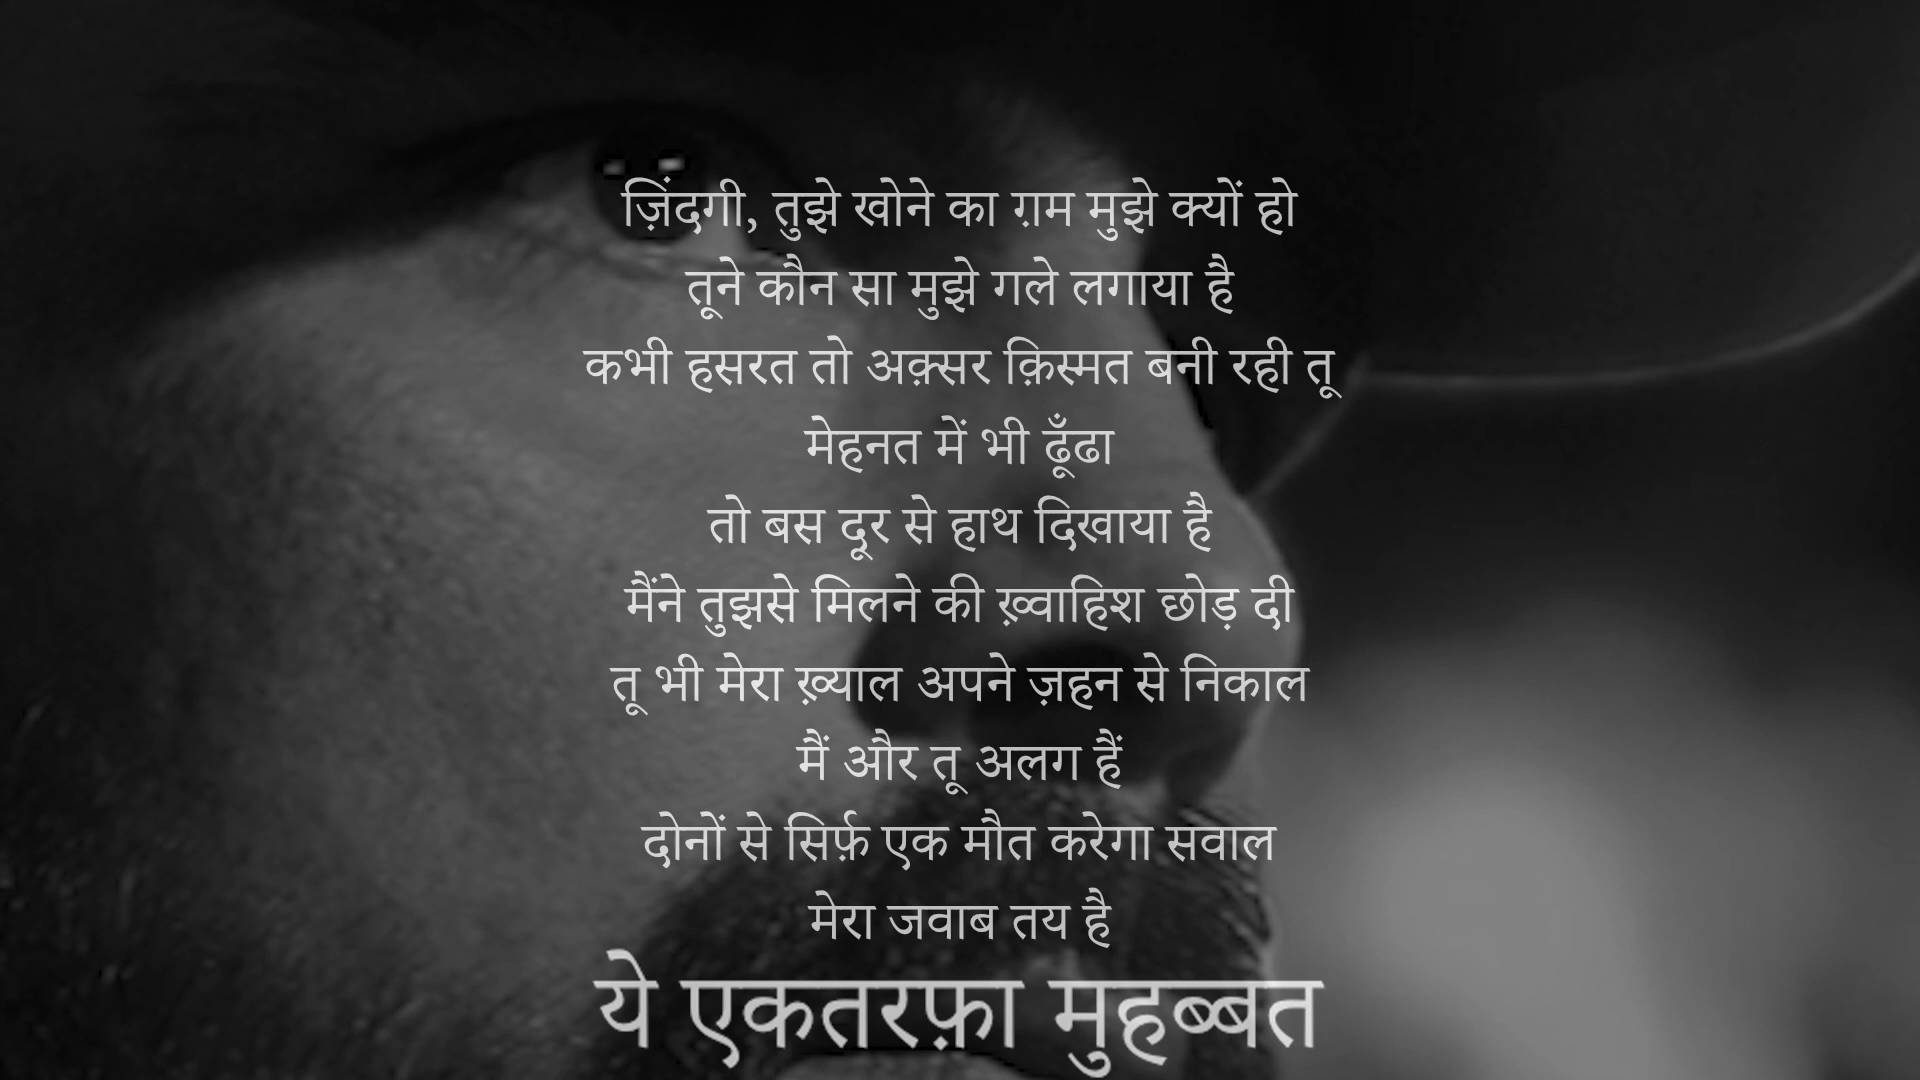 ज़िंदगी, तुझे खोने का ग़म मुझे क्यों हो
तूने कौन सा मुझे गले लगाया है
कभी हसरत तो अक़्सर क़िस्मत बनी रही तू
मेहनत में भी ढूँढा
तो बस दूर से हाथ दिखाया है
मैंने तुझसे मिलने की ख़्वाहिश छोड़ दी
तू भी मेरा ख़्याल अपने ज़हन से निकाल
मैं और तू अलग हैं
दोनों से सिर्फ़ एक मौत करेगा सवाल
मेरा जवाब तय है
ये एकतरफ़ा मुहब्बत